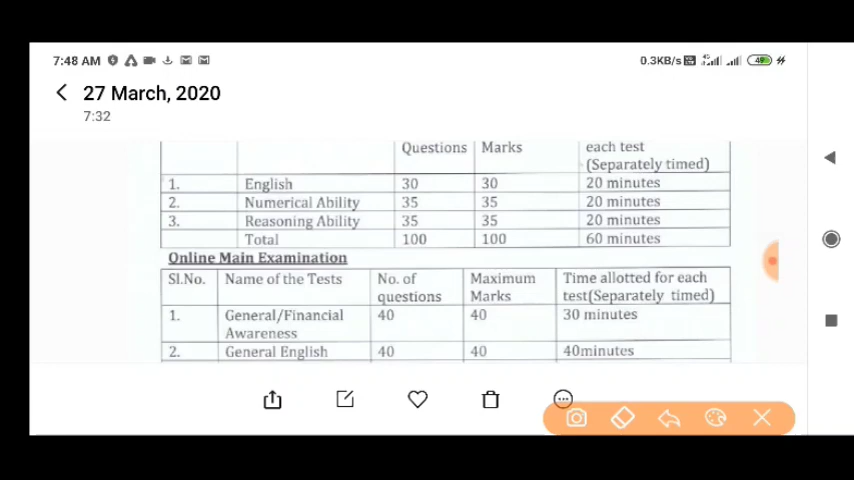 7:48 AM
0.3KB/s
49
27 March, 2020
7:32
Questions Marks each test
(Separately timed)
1. English 30 30 20 minutes
2. Numerical Ability 35 35 20 minutes
3. Reasoning Ability 35 35 20 minutes
Total 100 100 60 minutes
Online Main Examination
Sl.No. Name of the Tests No. of Maximum Time allotted for each
questions Marks test(Separately timed)
1. General/Financial 40 40 30 minutes
Awareness
2. General English 40 40 40minutes